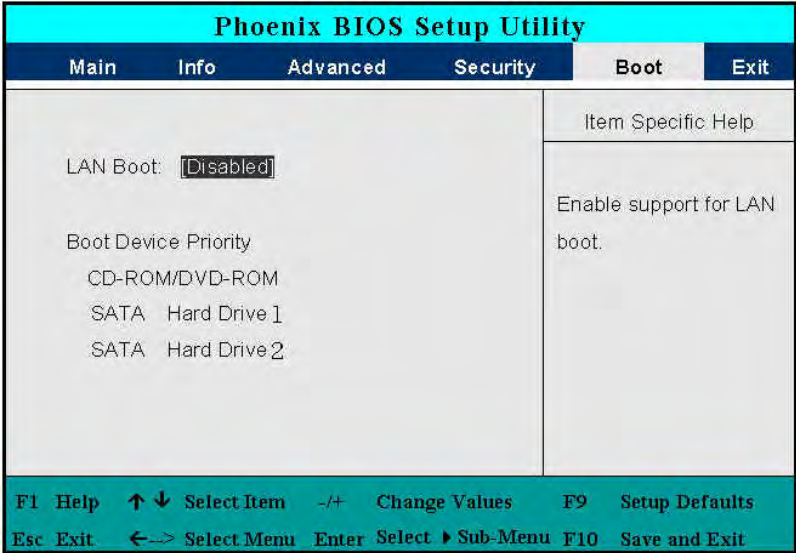 Phoenix BIOS Setup Utility
Main Info Advanced Security Boot Exit
Item Specific Help
LAN Boot: [Disabled]
Enable support for LAN
boot.
Boot Device Priority
CD-ROM/DVD-ROM
SATA Hard Drive 1
SATA Hard Drive 2
F1 Help ↑ ↓ Select Item -/+ Change Values F9 Setup Defaults
Esc Exit ←--> Select Menu Enter Select ▸ Sub-Menu F10 Save and Exit